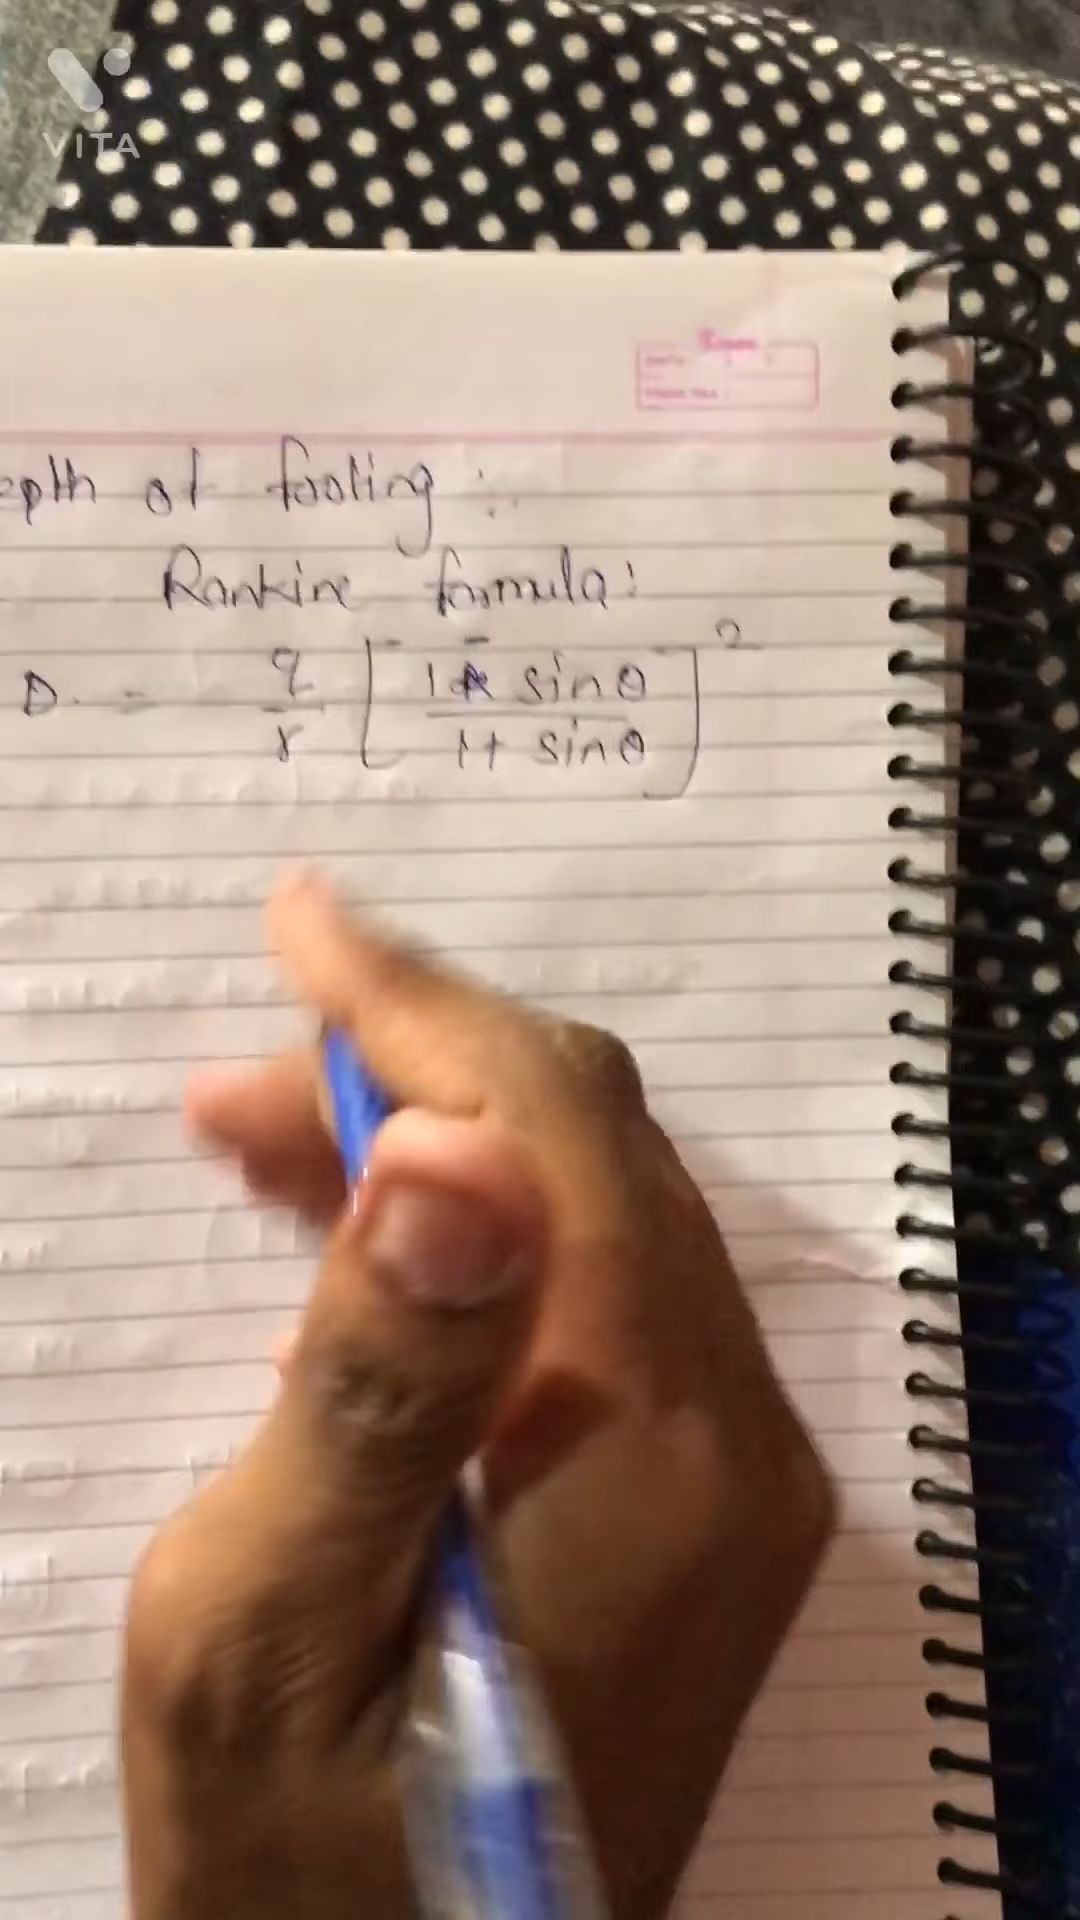 VITA
epth of footing :
Rankine formula:
D. = q/γ [ 1- sinθ / 1+ sinθ ]²